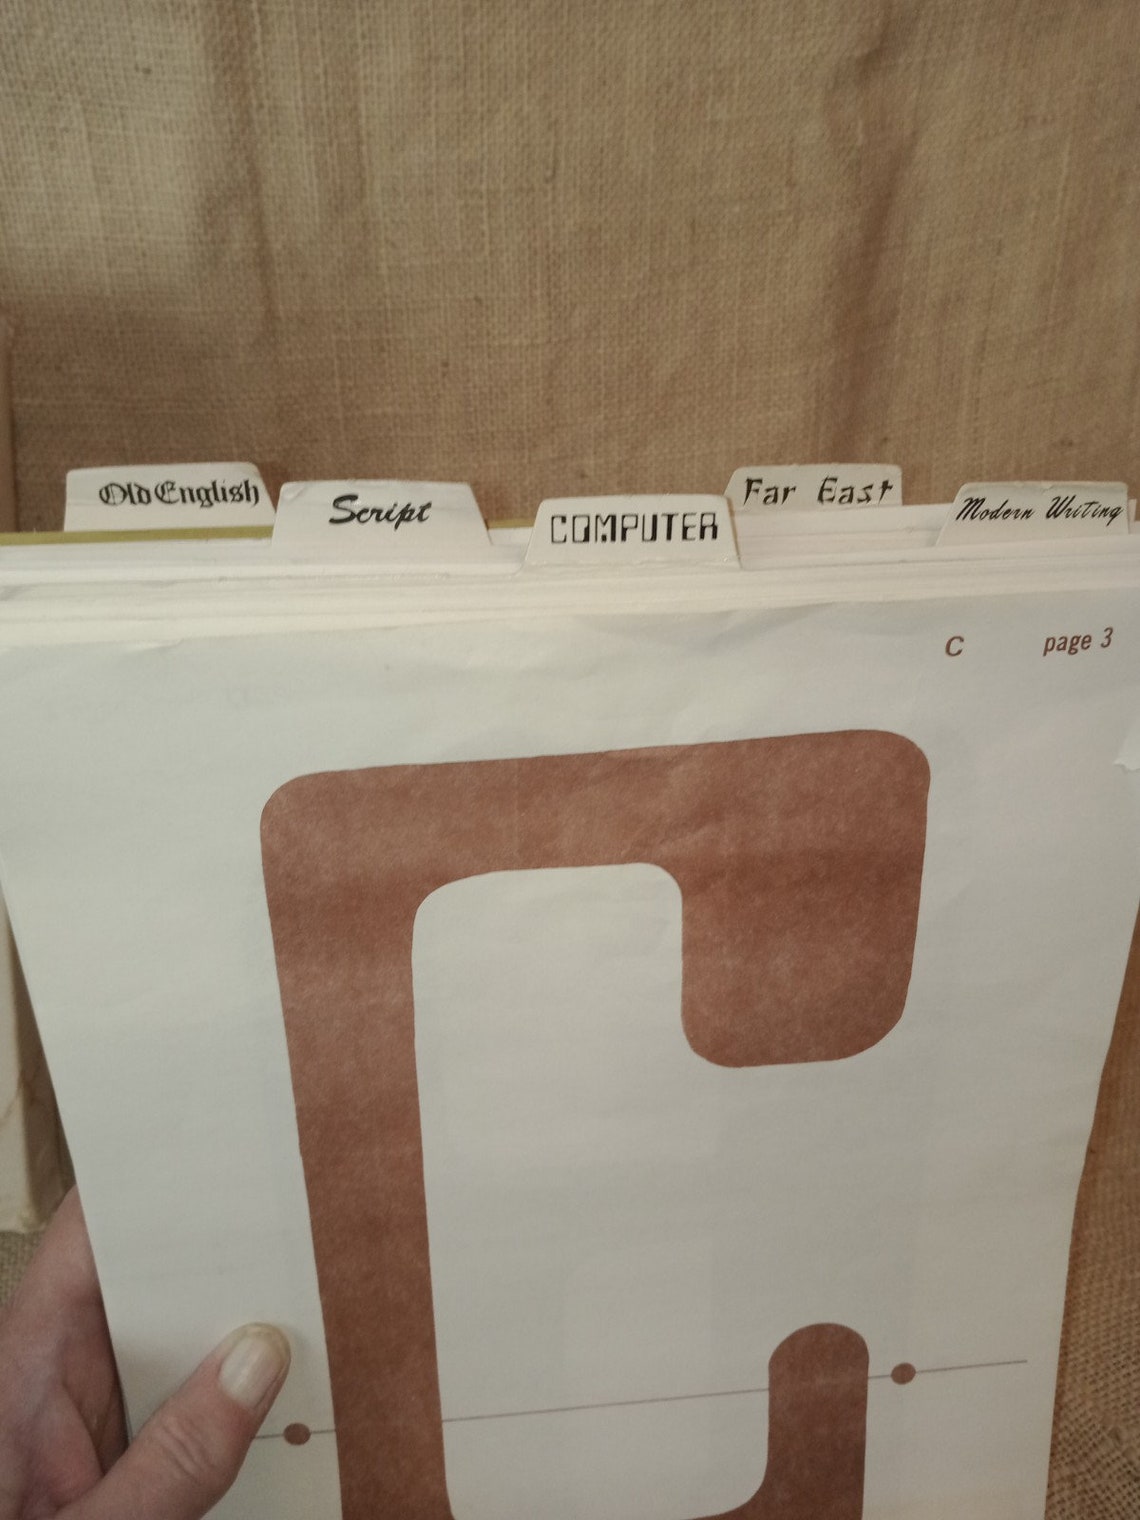 Old English
Script
COMPUTER
Far East
Modern Writing
C page 3
C